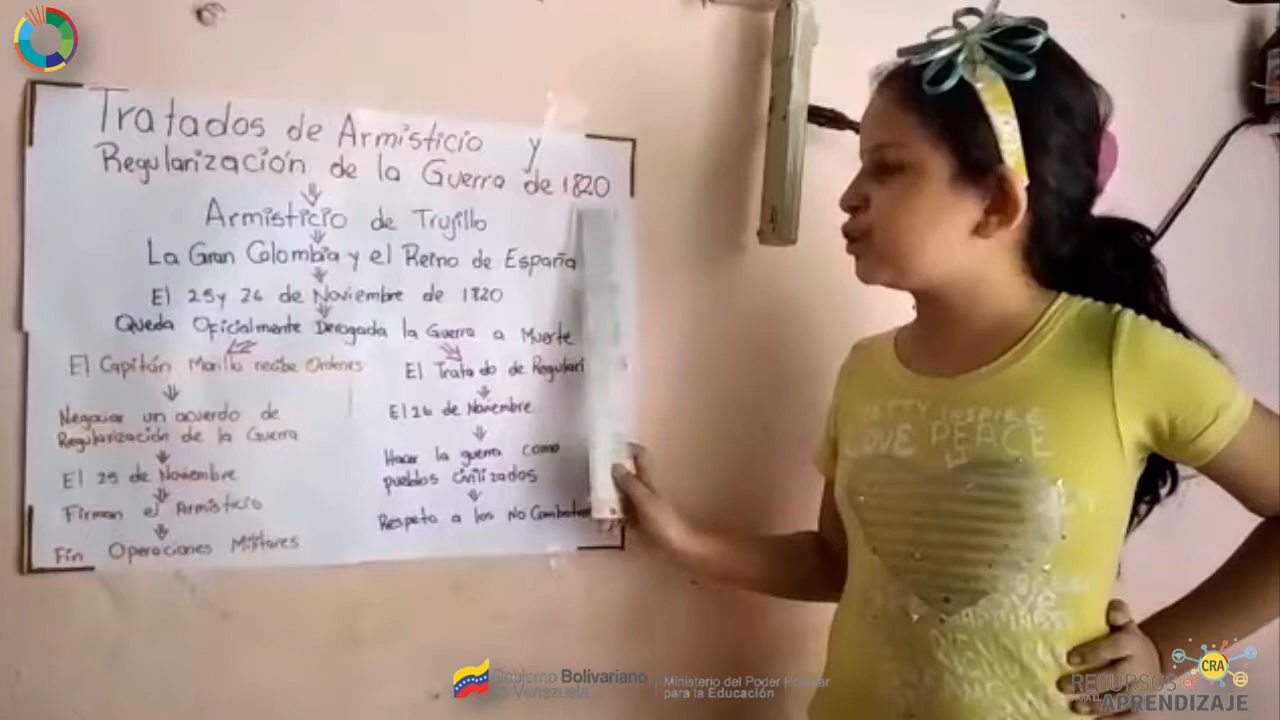 Tratados de Armisticio y
Regularización de la Guerra de 1820
Armisticio de Trujillo
La Gran Colombia y el Reino de España
El 25 y 26 de Noviembre de 1820
Queda Oficialmente Derogada la Guerra a Muerte
El Capitán Morillo recibe Ordenes
Negociar un acuerdo de
Regularización de la Guerra
El 25 de Noviembre
Firman el Armisticio
Fin Operaciones Militares
El Tratado de Regulari
El 26 de Noviembre
Hacer la guerra como
pueblos civilizados
Respeto a los No Combat
INSPIRE
LOVE PEACE
Gobierno Bolivariano
de Venezuela
Ministerio del Poder Popular
para la Educación
CRA
RECURSOS
PARA EL APRENDIZAJE